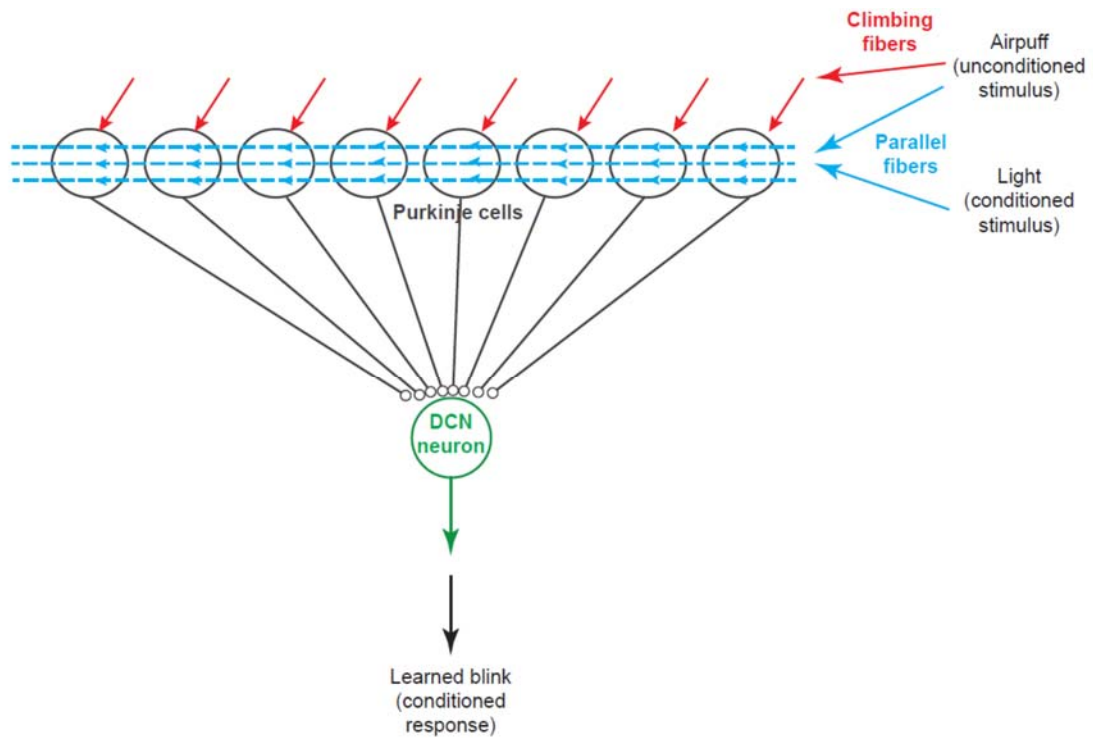 Climbing
fibers
Airpuff
(unconditioned
stimulus)
Parallel
fibers
Light
(conditioned
stimulus)
Purkinje cells
DCN
neuron
Learned blink
(conditioned
response)